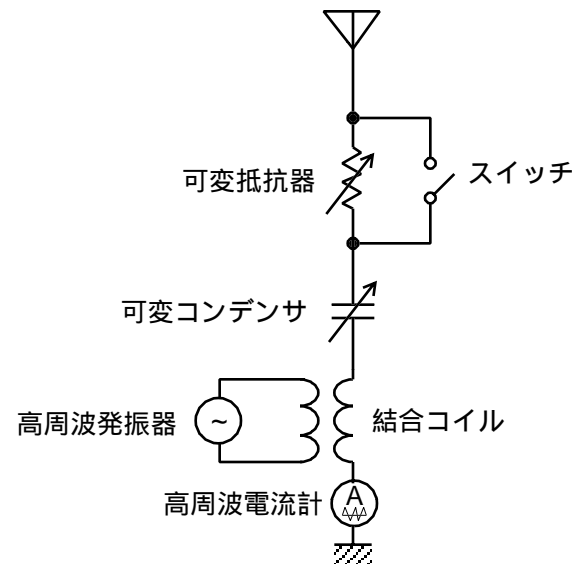 可変抵抗器
スイッチ
可変コンデンサ
高周波発振器
~
結合コイル
高周波電流計
A